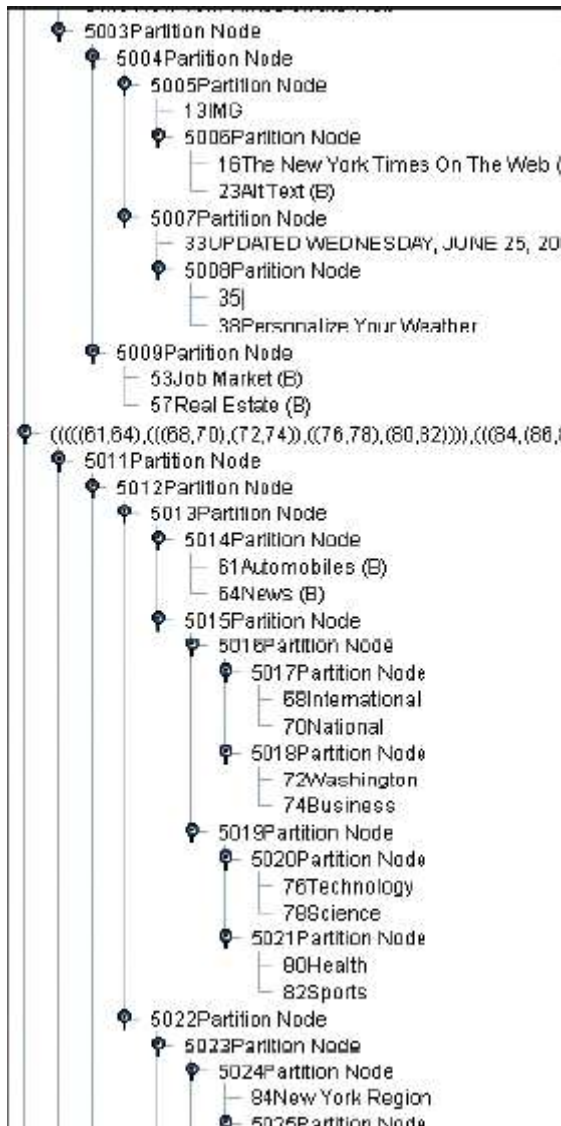 5003Partition Node
5004Partition Node
5005Partition Node
13IMG
5006Partition Node
16The New York Times On The Web (
23Alt Text (B)
5007Partition Node
33UPDATED WEDNESDAY, JUNE 25, 20
5008Partition Node
35|
38Personalize Your Weather
5009Partition Node
53Job Market (B)
57Real Estate (B)
(((((61,64),(((68,70),(72,74)),((76,78),(80,82)))),(((84,(86,
5011Partition Node
5012Partition Node
5013Partition Node
5014Partition Node
61Automobiles (B)
64News (B)
5015Partition Node
5016Partition Node
5017Partition Node
68International
70National
5018Partition Node
72Washington
74Business
5019Partition Node
5020Partition Node
76Technology
78Science
5021Partition Node
80Health
82Sports
5022Partition Node
5023Partition Node
5024Partition Node
84New York Region
5025Partition Node